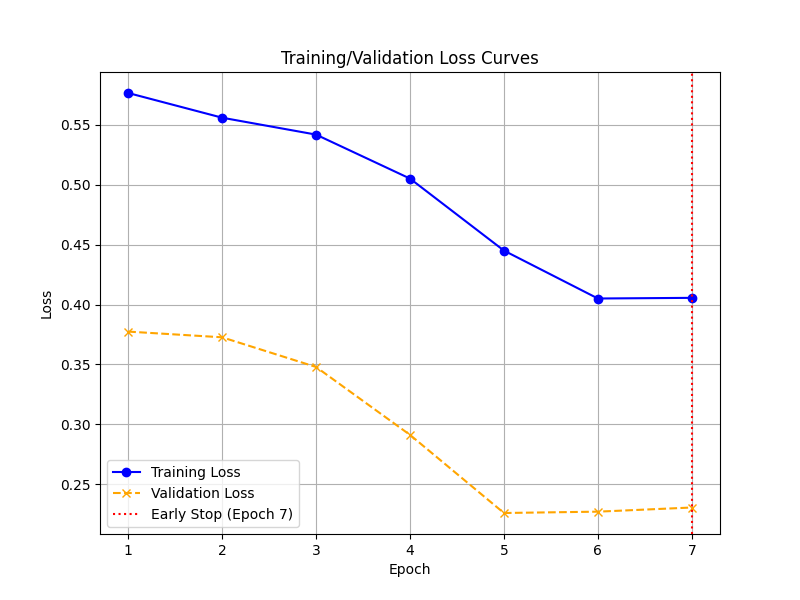 Training/Validation Loss Curves
Loss
0.55
0.50
0.45
0.40
0.35
0.30
0.25
Training Loss
Validation Loss
Early Stop (Epoch 7)
1 2 3 4 5 6 7
Epoch